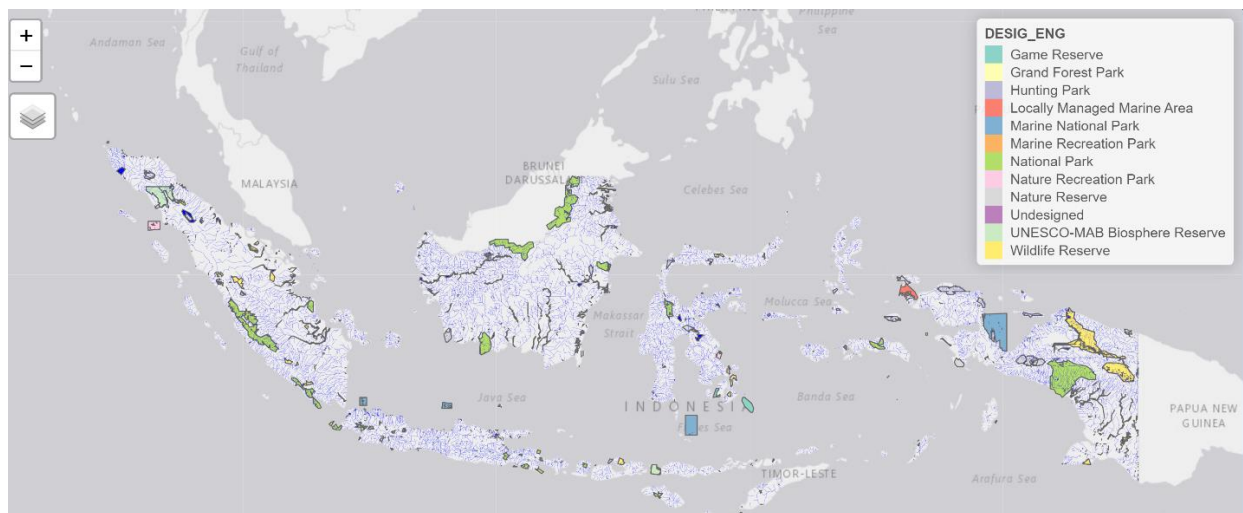 +
−
Andaman Sea
Gulf of
Thailand
PHILIPPINES
Philippine
Sea
Sulu Sea
BRUNEI
DARUSSALAM
MALAYSIA
Celebes Sea
Makassar
Strait
Molucca Sea
Java Sea
INDONESIA
Banda Sea
Flores Sea
TIMOR-LESTE
Arafura Sea
PAPUA NEW
GUINEA
DESIG_ENG
Game Reserve
Grand Forest Park
Hunting Park
Locally Managed Marine Area
Marine National Park
Marine Recreation Park
National Park
Nature Recreation Park
Nature Reserve
Undesigned
UNESCO-MAB Biosphere Reserve
Wildlife Reserve